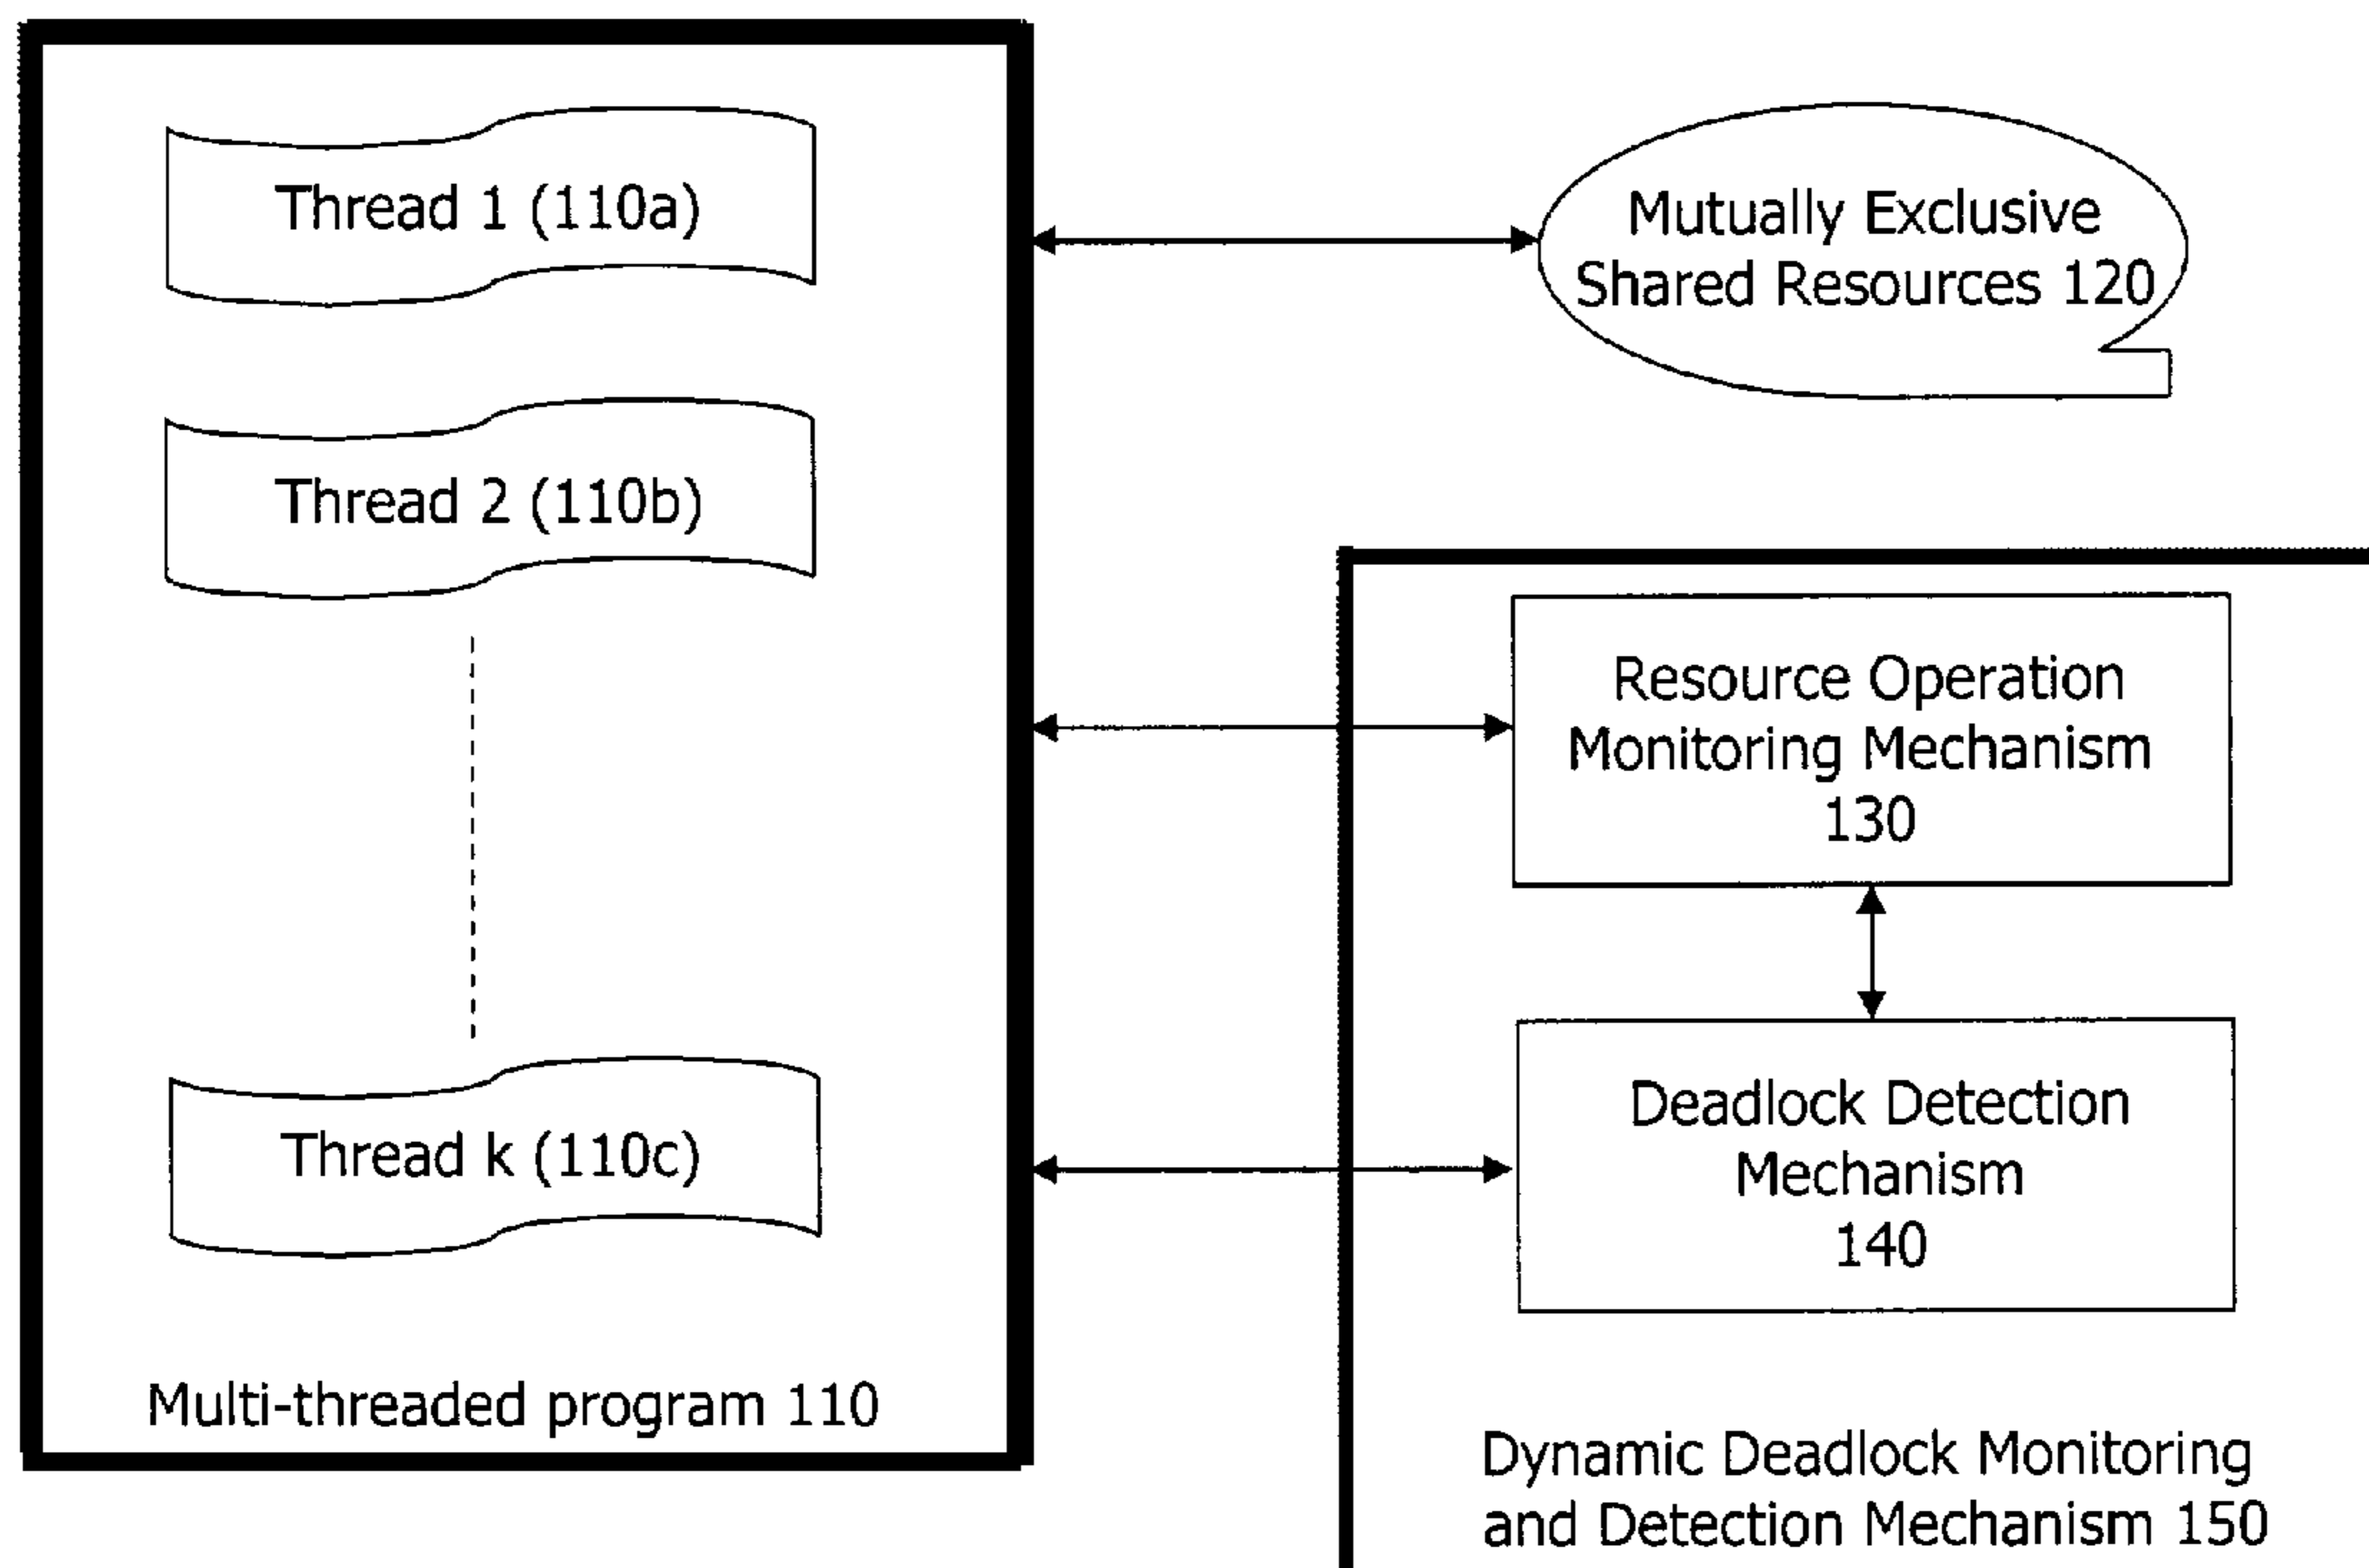 Thread 1 (110a)
Thread 2 (110b)
Thread k (110c)
Multi-threaded program 110
Mutually Exclusive
Shared Resources 120
Resource Operation
Monitoring Mechanism
130
Deadlock Detection
Mechanism
140
Dynamic Deadlock Monitoring
and Detection Mechanism 150